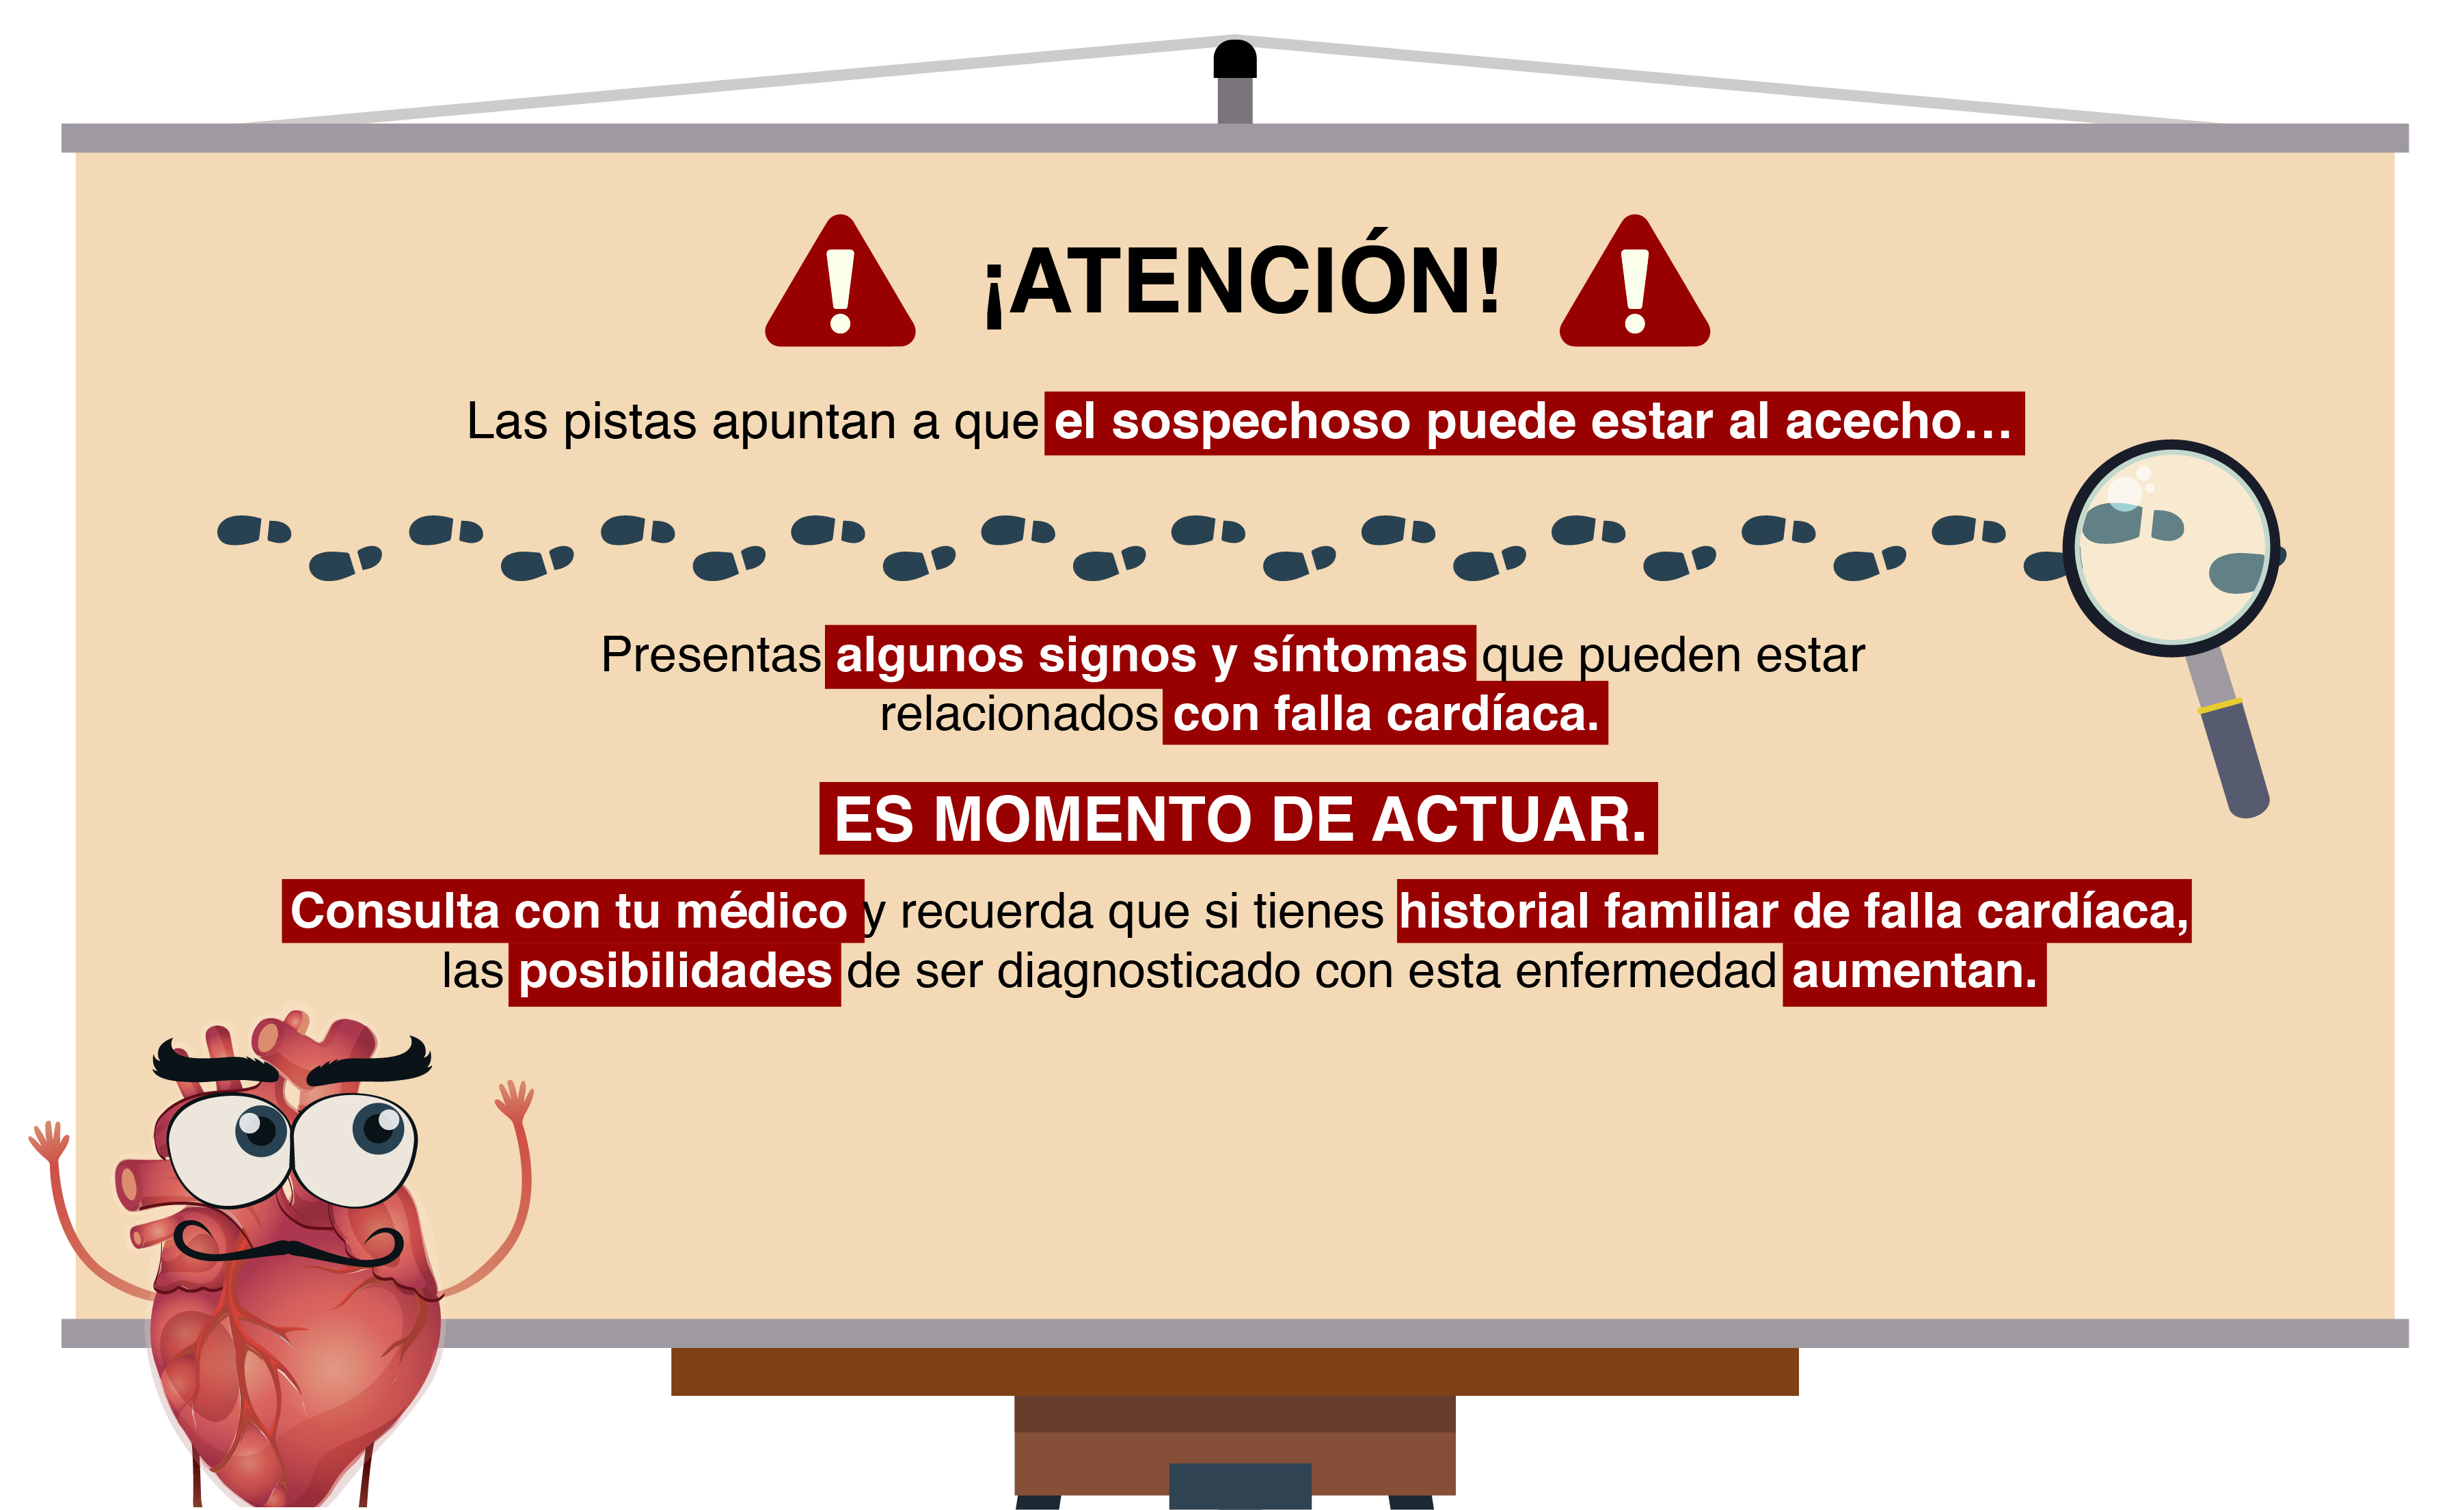 ¡ATENCIÓN!
Las pistas apuntan a que el sospechoso puede estar al acecho...
Presentas algunos signos y síntomas que pueden estar
relacionados con falla cardíaca.
ES MOMENTO DE ACTUAR.
Consulta con tu médico y recuerda que si tienes historial familiar de falla cardíaca,
las posibilidades de ser diagnosticado con esta enfermedad aumentan.